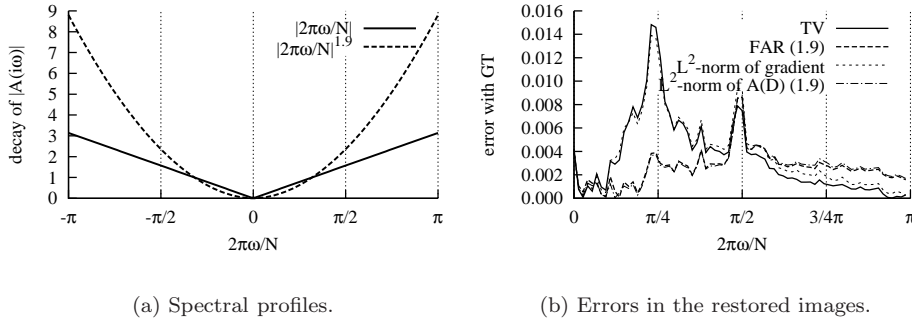 decay of |A(iω)|
9
8
7
6
5
4
3
2
1
0
|2πω/N|
|2πω/N|^1.9
-π
-π/2
0
π/2
π
2πω/N
(a) Spectral profiles.
error with GT
0.016
0.014
0.012
0.010
0.008
0.006
0.004
0.002
0.000
TV
FAR (1.9)
L²-norm of gradient
L²-norm of A(D) (1.9)
0
π/4
π/2
3/4π
π
2πω/N
(b) Errors in the restored images.